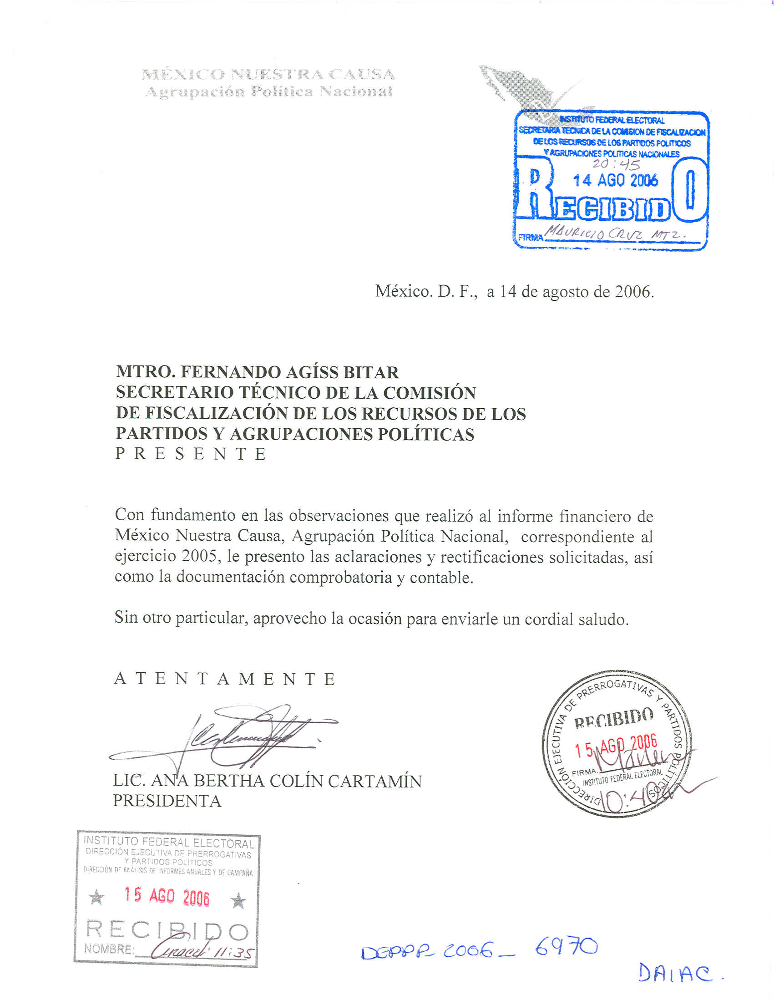 MÉXICO NUESTRA CAUSA
Agrupación Política Nacional
INSTITUTO FEDERAL ELECTORAL
SECRETARIA TECNICA DE LA COMISION DE FISCALIZACION
DE LOS RECURSOS DE LOS PARTIDOS POLITICOS
Y AGRUPACIONES POLITICAS NACIONALES
20:45
14 AGO 2006
RECIBIDO
FIRMA MAURICIO CRUZ MTZ.
México. D. F., a 14 de agosto de 2006.
MTRO. FERNANDO AGÍSS BITAR
SECRETARIO TÉCNICO DE LA COMISIÓN
DE FISCALIZACIÓN DE LOS RECURSOS DE LOS
PARTIDOS Y AGRUPACIONES POLÍTICAS
P R E S E N T E
Con fundamento en las observaciones que realizó al informe financiero de
México Nuestra Causa, Agrupación Política Nacional, correspondiente al
ejercicio 2005, le presento las aclaraciones y rectificaciones solicitadas, así
como la documentación comprobatoria y contable.
Sin otro particular, aprovecho la ocasión para enviarle un cordial saludo.
A T E N T A M E N T E
LIC. ANA BERTHA COLÍN CARTAMÍN
PRESIDENTA
DIRECCIÓN EJECUTIVA DE PRERROGATIVAS Y PARTIDOS POLÍTICOS
RECIBIDO
15 AGO 2006
FIRMA
INSTITUTO FEDERAL ELECTORAL
10:40
INSTITUTO FEDERAL ELECTORAL
DIRECCIÓN EJECUTIVA DE PRERROGATIVAS
Y PARTIDOS POLÍTICOS
DIRECCIÓN DE ANÁLISIS DE INFORMES ANUALES Y DE CAMPAÑA
15 AGO 2006
RECIBIDO
NOMBRE: 11:35
DEPPP-2006-6970
DAIAC.